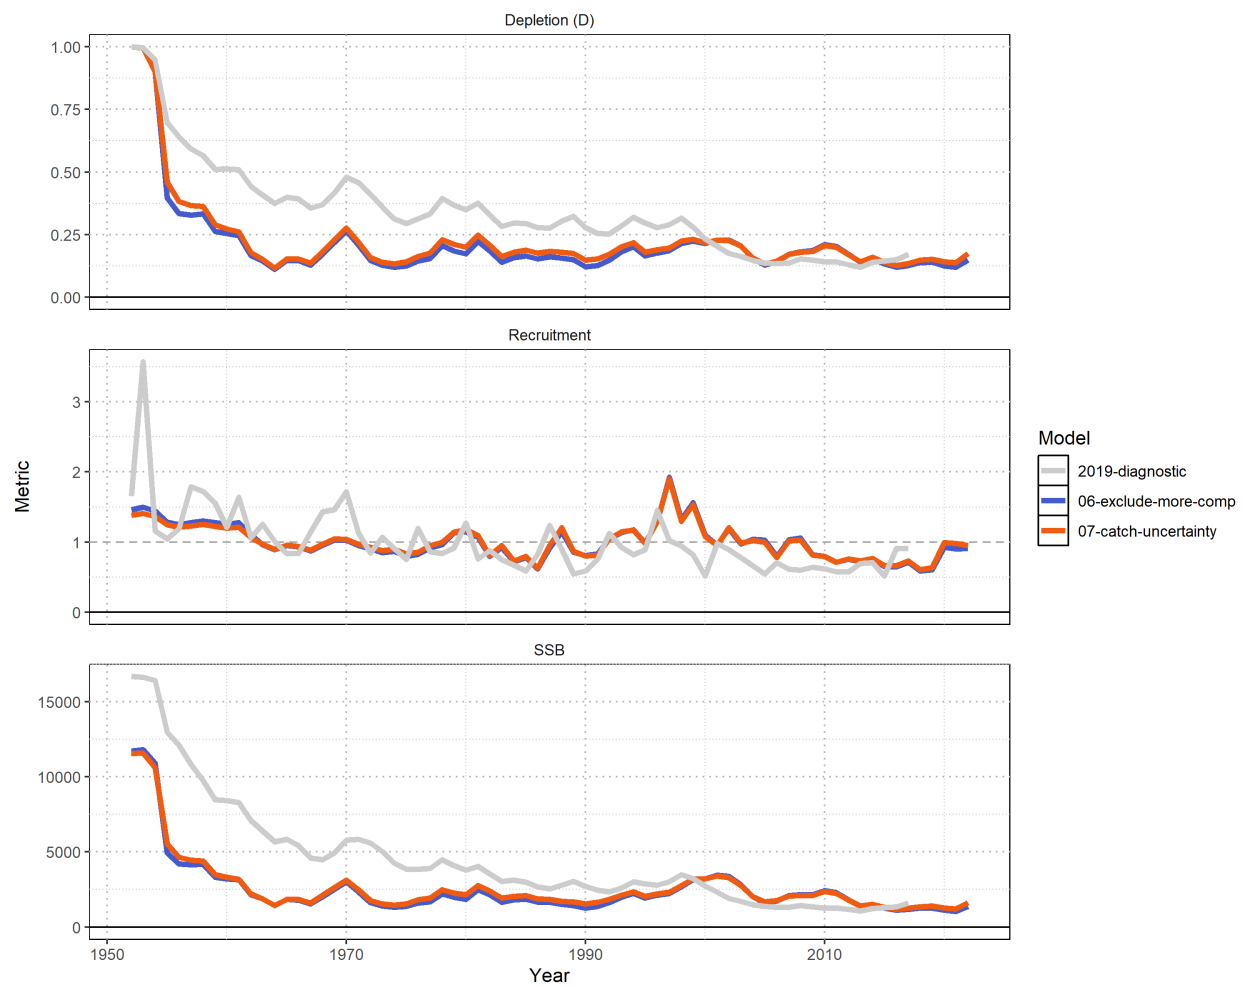 Depletion (D)
1.00
0.75
0.50
0.25
0.00
Recruitment
3
2
1
0
SSB
15000
10000
5000
0
1950
1970
1990
2010
Year
Metric
Model
2019-diagnostic
06-exclude-more-comp
07-catch-uncertainty